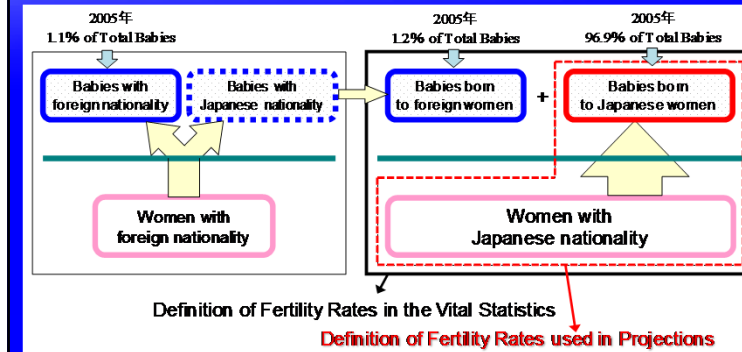 2005年
1.1% of Total Babies
2005年
1.2% of Total Babies
2005年
96.9% of Total Babies
Babies with
foreign nationality
Babies with
Japanese nationality
Babies born
to foreign women
+
Babies born
to Japanese women
Women with
foreign nationality
Women with
Japanese nationality
Definition of Fertility Rates in the Vital Statistics
Definition of Fertility Rates used in Projections